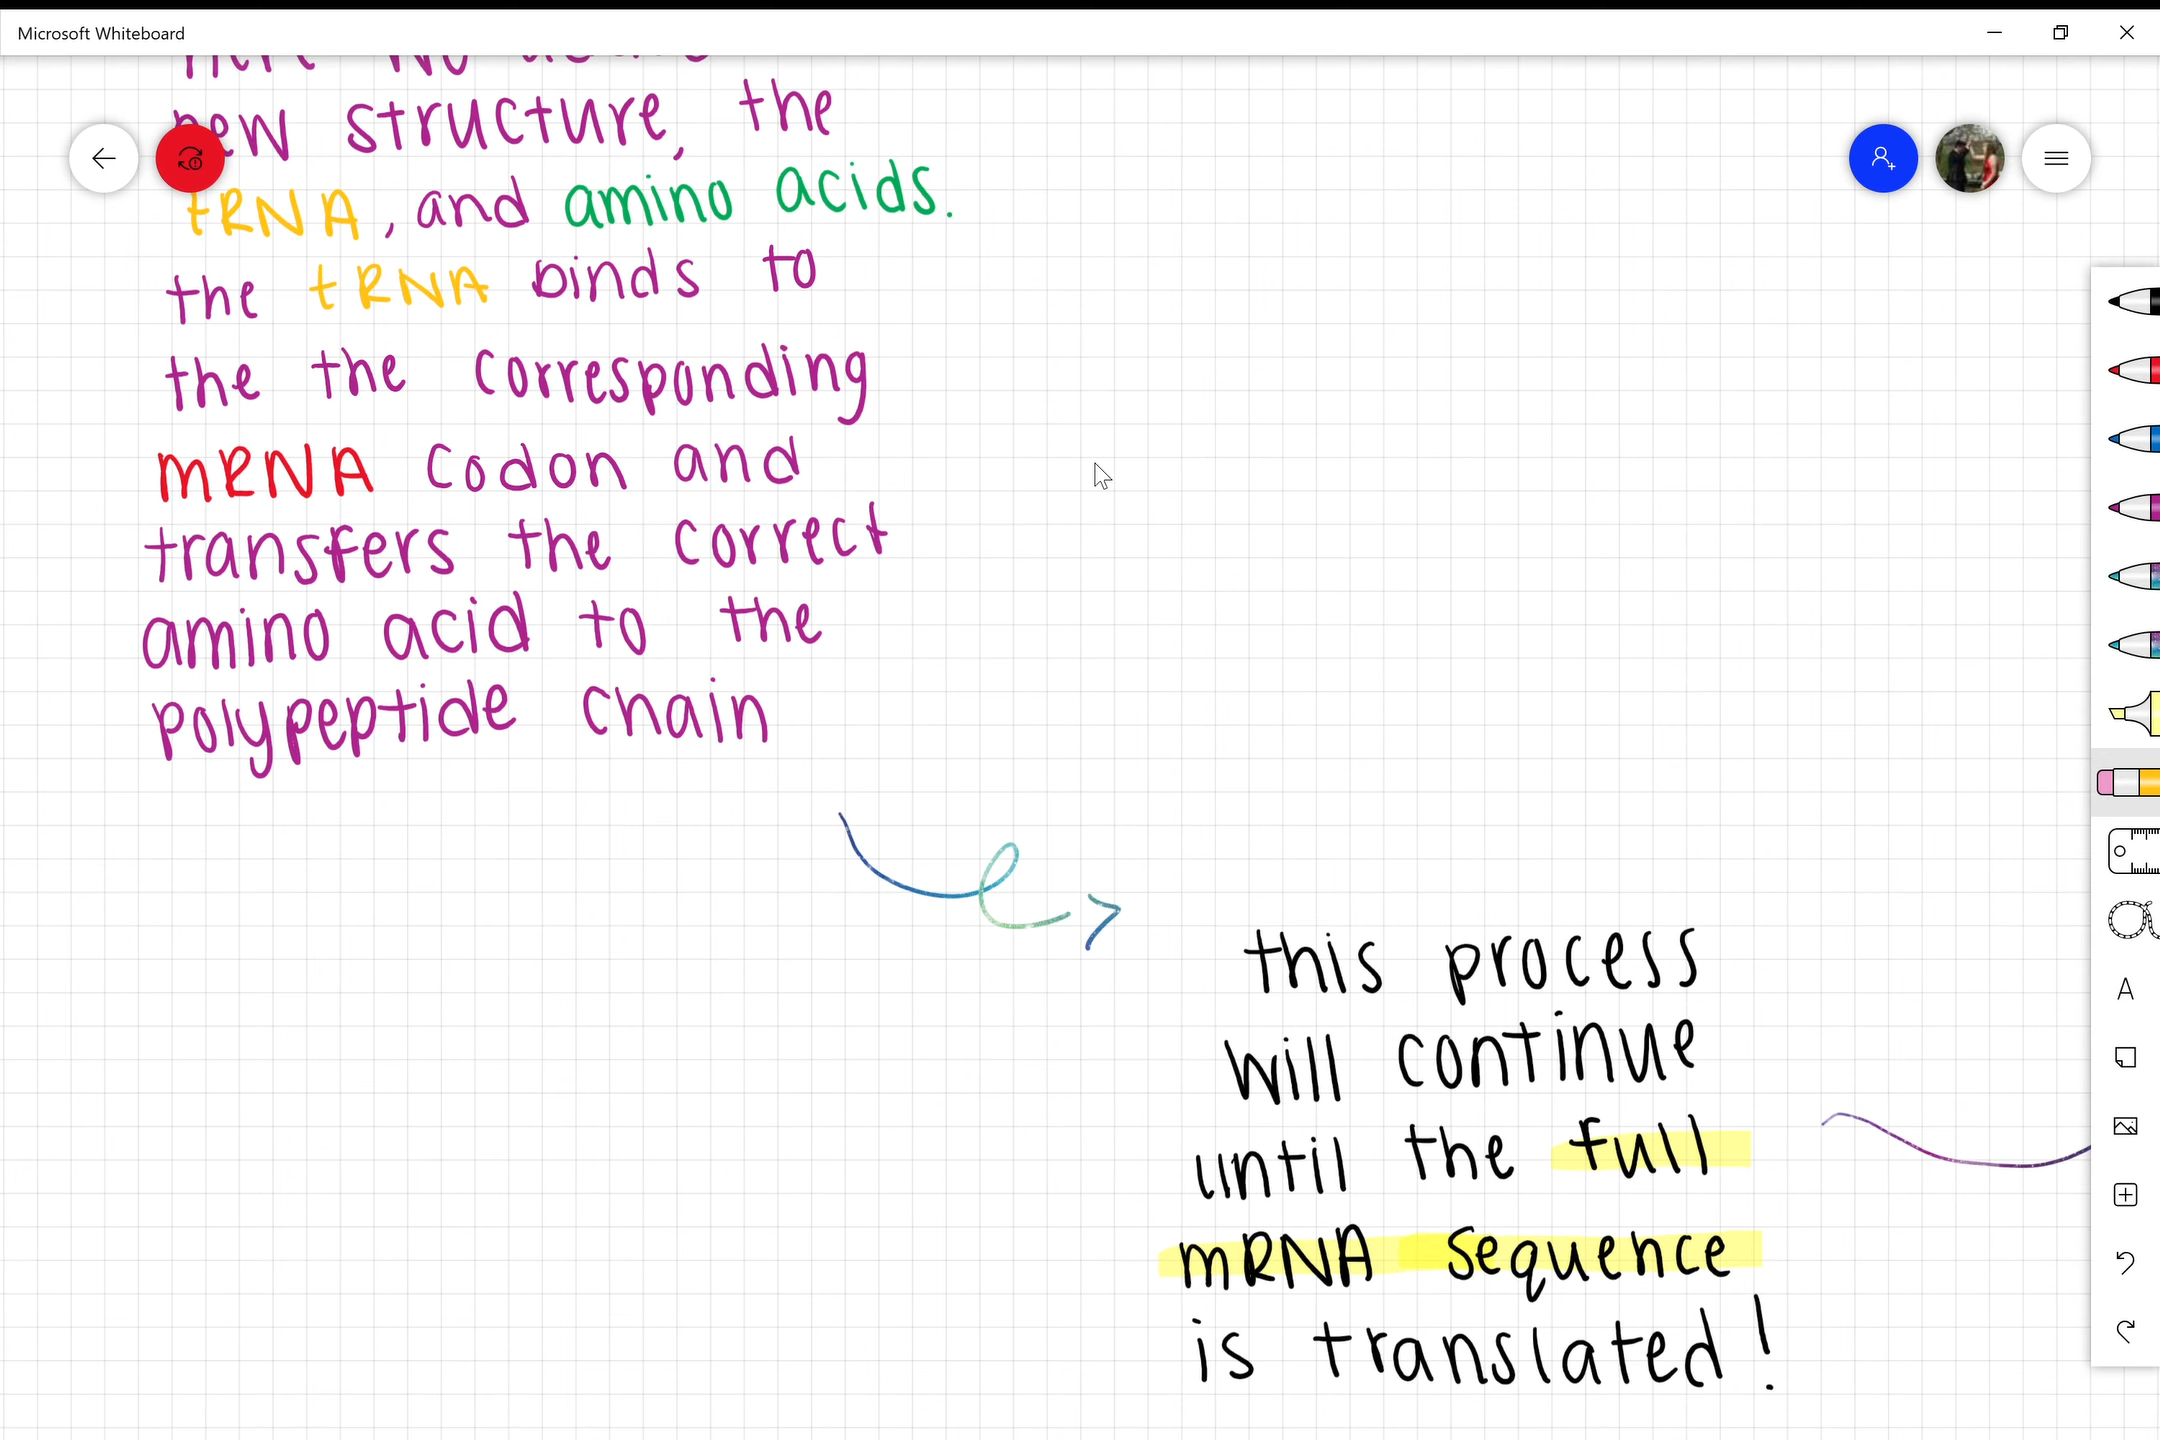 Microsoft Whiteboard
new structure, the
tRNA, and amino acids.
the tRNA binds to
the the corresponding
mRNA codon and
transfers the correct
amino acid to the
polypeptide chain
this process
will continue
until the full
mRNA sequence
is translated!